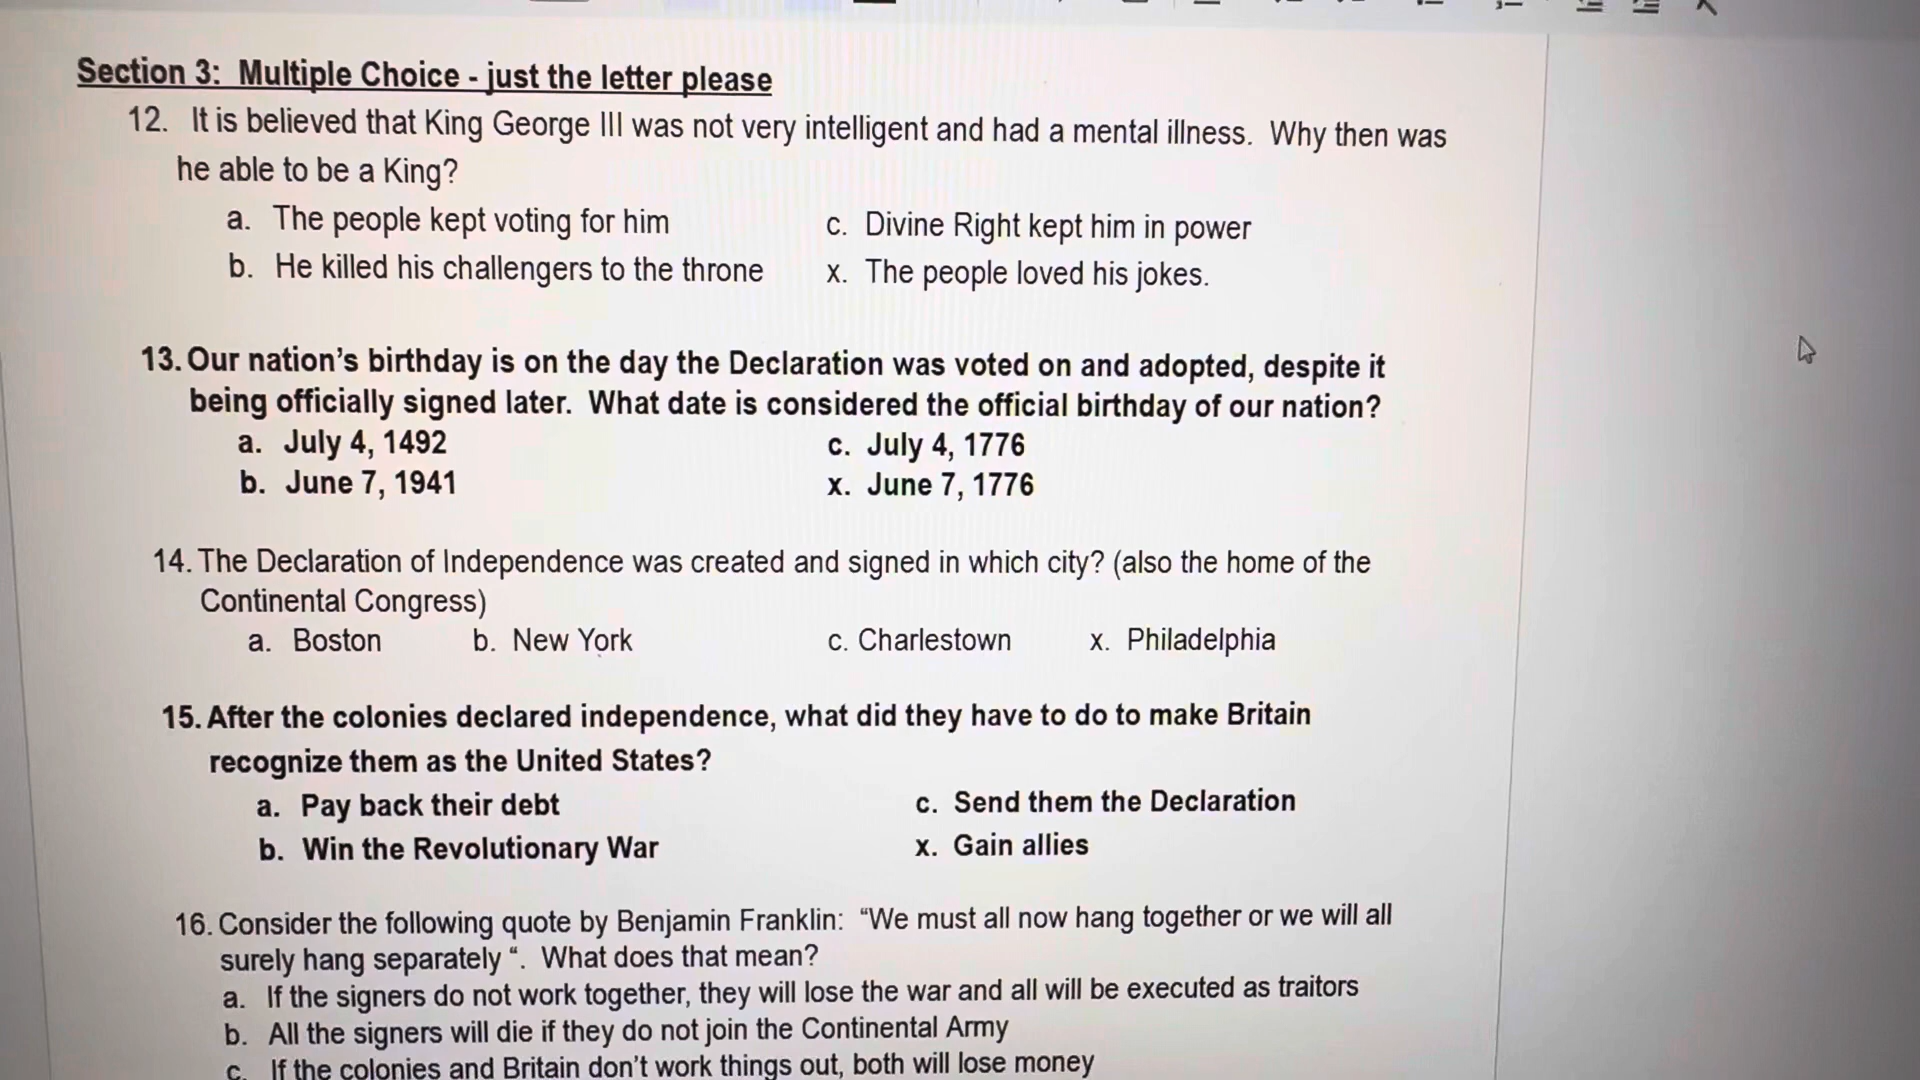 Section 3: Multiple Choice - just the letter please
12. It is believed that King George III was not very intelligent and had a mental illness. Why then was
he able to be a King?
a. The people kept voting for him
c. Divine Right kept him in power
b. He killed his challengers to the throne
x. The people loved his jokes.
13. Our nation's birthday is on the day the Declaration was voted on and adopted, despite it
being officially signed later. What date is considered the official birthday of our nation?
a. July 4, 1492
c. July 4, 1776
b. June 7, 1941
x. June 7, 1776
14. The Declaration of Independence was created and signed in which city? (also the home of the
Continental Congress)
a. Boston b. New York c. Charlestown x. Philadelphia
15. After the colonies declared independence, what did they have to do to make Britain
recognize them as the United States?
a. Pay back their debt
c. Send them the Declaration
b. Win the Revolutionary War
x. Gain allies
16. Consider the following quote by Benjamin Franklin: “We must all now hang together or we will all
surely hang separately “. What does that mean?
a. If the signers do not work together, they will lose the war and all will be executed as traitors
b. All the signers will die if they do not join the Continental Army
c. If the colonies and Britain don't work things out, both will lose money